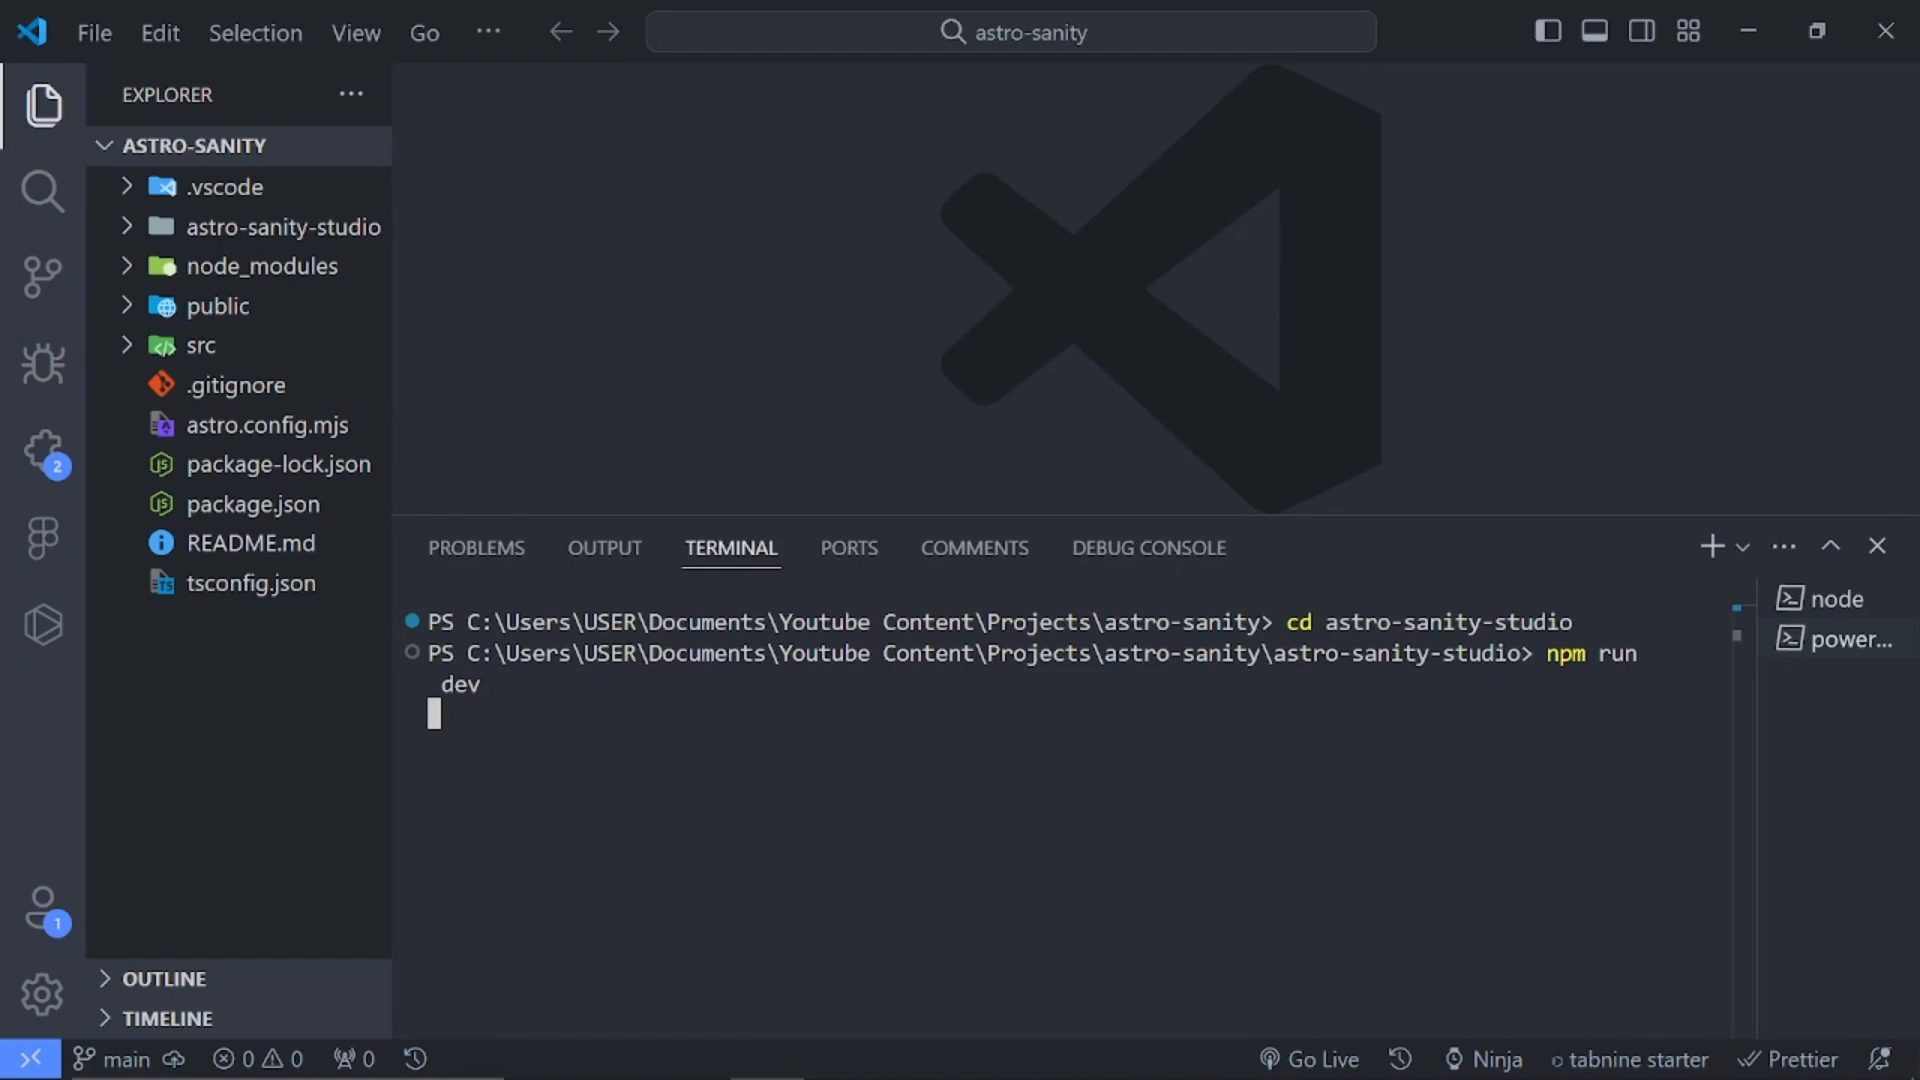 File Edit Selection View Go ···
astro-sanity
EXPLORER ···
ASTRO-SANITY
.vscode
astro-sanity-studio
node_modules
public
src
.gitignore
astro.config.mjs
package-lock.json
package.json
README.md
tsconfig.json
2
1
OUTLINE
TIMELINE
PROBLEMS OUTPUT TERMINAL PORTS COMMENTS DEBUG CONSOLE
PS C:\Users\USER\Documents\Youtube Content\Projects\astro-sanity> cd astro-sanity-studio
PS C:\Users\USER\Documents\Youtube Content\Projects\astro-sanity\astro-sanity-studio> npm run
dev
node
power...
main 0 0 0 Go Live Ninja tabnine starter Prettier